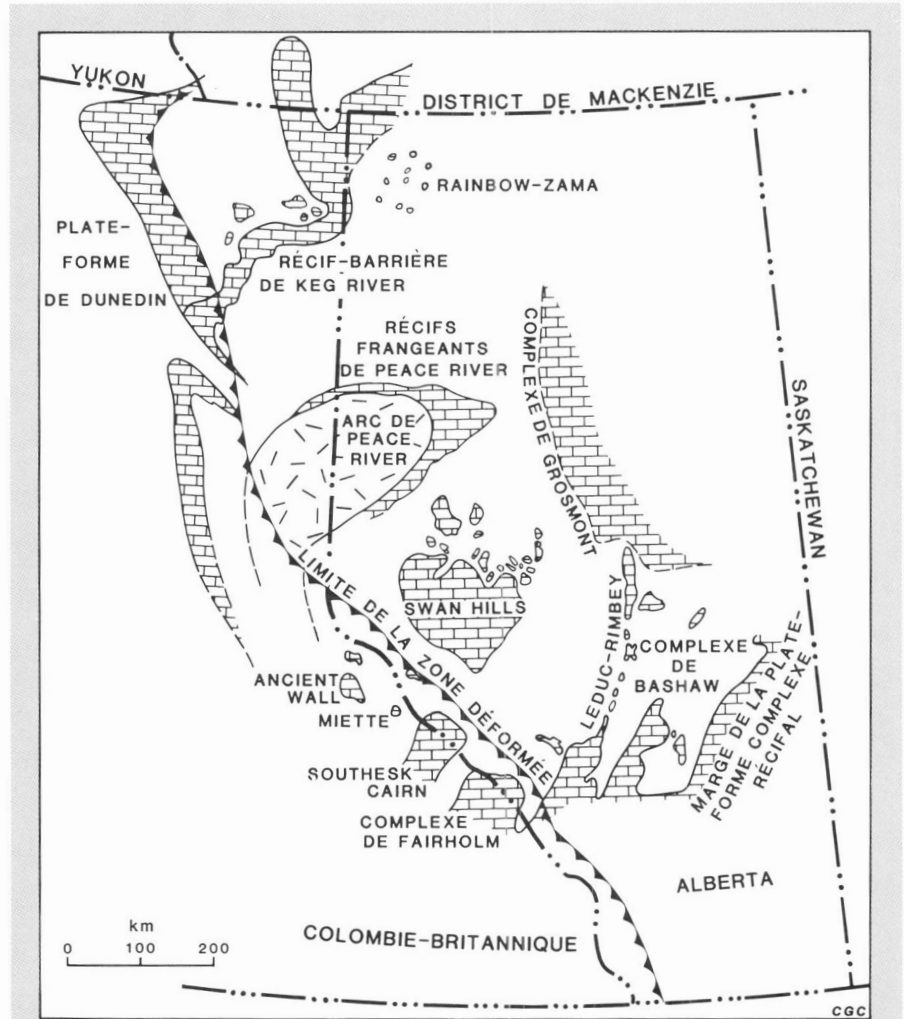 YUKON
DISTRICT DE MACKENZIE
RAINBOW-ZAMA
PLATE-
FORME
DE DUNEDIN
RÉCIF-BARRIÈRE
DE KEG RIVER
RÉCIFS
FRANGEANTS
DE PEACE RIVER
ARC DE
PEACE
RIVER
COMPLEXE DE GROSMONT
SASKATCHEWAN
LIMITE DE LA ZONE DÉFORMÉE
SWAN HILLS
LEDUC-RIMBEY
COMPLEXE
DE
BASHAW
MARGE DE LA PLATE-
FORME COMPLEXE
RÉCIFAL
ANCIENT
WALL
MIETTE
SOUTHESK
CAIRN
COMPLEXE
DE FAIRHOLM
ALBERTA
COLOMBIE-BRITANNIQUE
km
0 100 200
CGC